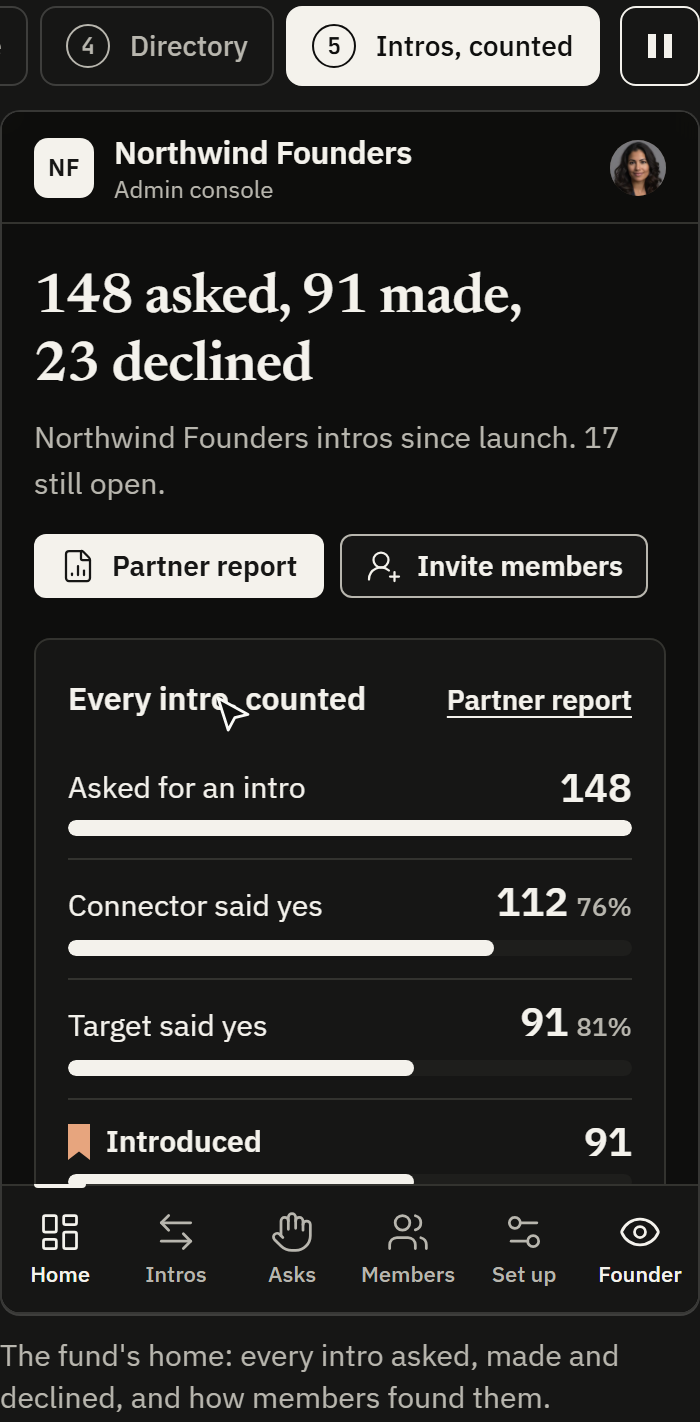 4 Directory
5 Intros, counted
NF
Northwind Founders
Admin console
148 asked, 91 made,
23 declined
Northwind Founders intros since launch. 17
still open.
Partner report
Invite members
Every intro, counted
Partner report
Asked for an intro 148
Connector said yes 112 76%
Target said yes 91 81%
Introduced 91
Home Intros Asks Members Set up Founder
The fund's home: every intro asked, made and
declined, and how members found them.